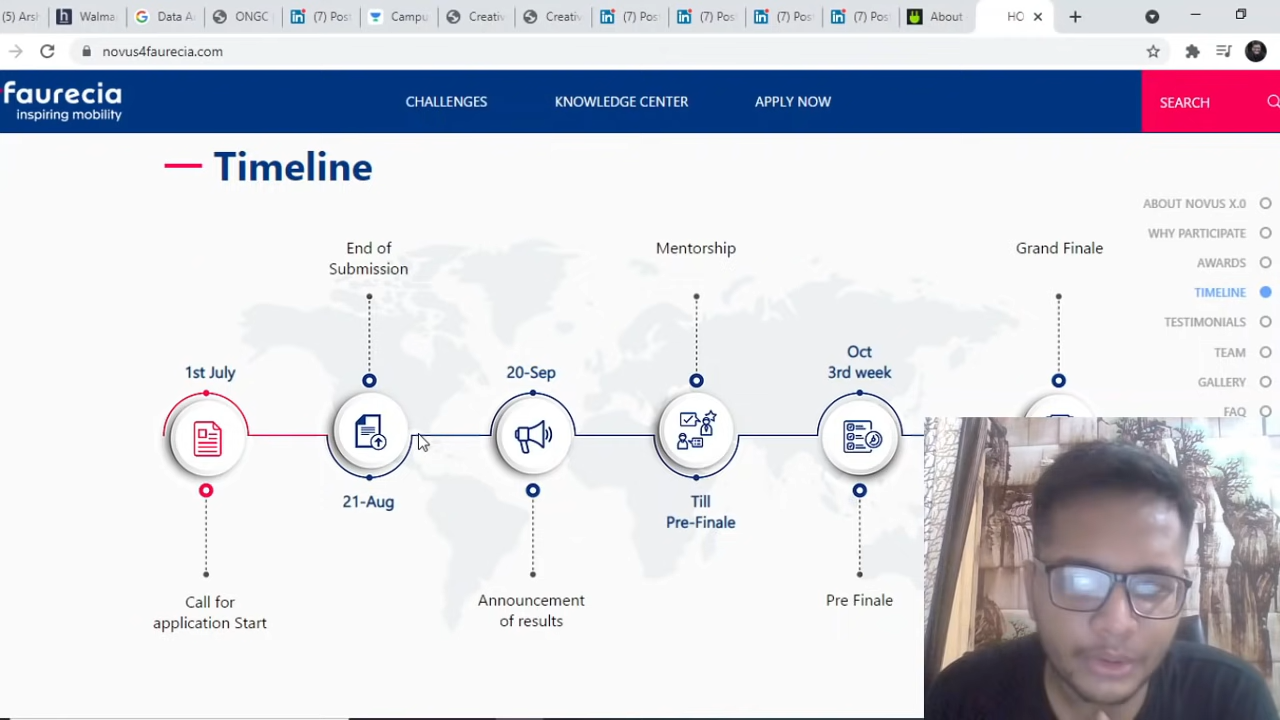 (5) Arsh
Walma
Data A
ONGC
(7) Pos
Campu
Creativ
Creativ
(7) Pos
(7) Pos
(7) Pos
(7) Pos
About
HO
novus4faurecia.com
faurecia
inspiring mobility
CHALLENGES
KNOWLEDGE CENTER
APPLY NOW
SEARCH
Timeline
ABOUT NOVUS X.0
WHY PARTICIPATE
AWARDS
TIMELINE
TESTIMONIALS
TEAM
GALLERY
FAQ
End of
Submission
Mentorship
Grand Finale
1st July
20-Sep
Oct
3rd week
21-Aug
Till
Pre-Finale
Call for
application Start
Announcement
of results
Pre Finale